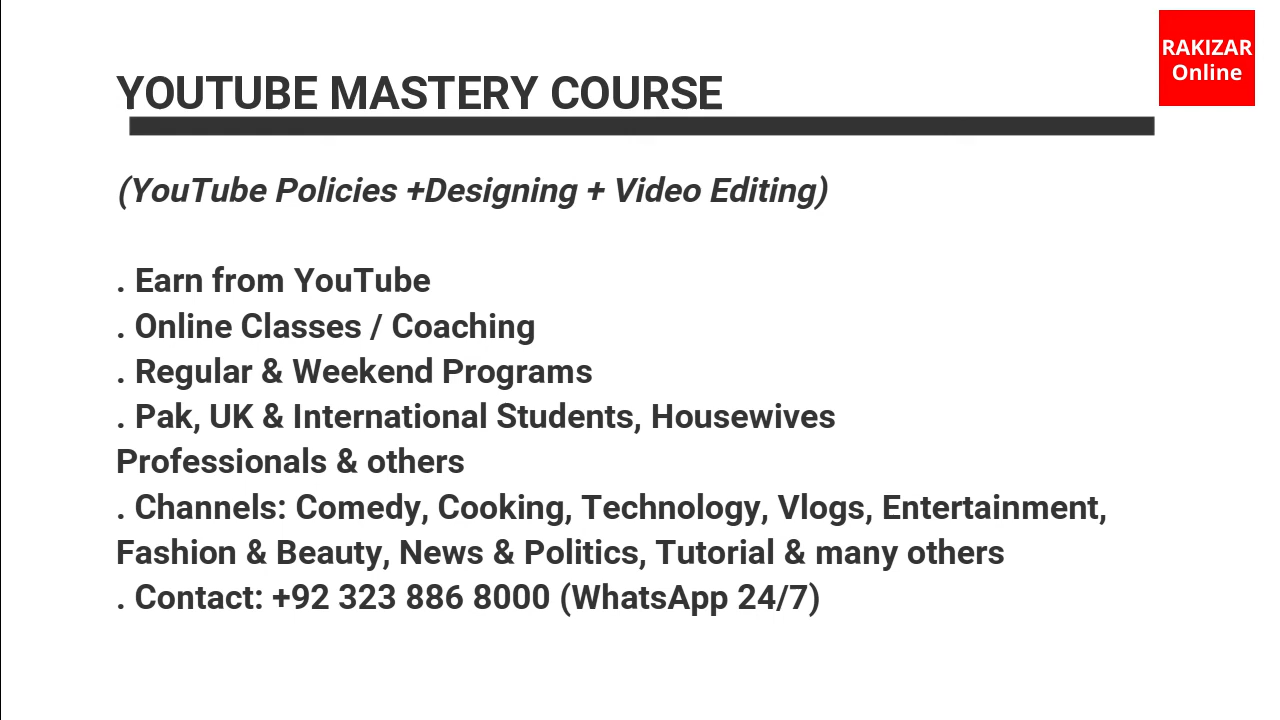 RAKIZAR
Online
YOUTUBE MASTERY COURSE
(YouTube Policies +Designing + Video Editing)
. Earn from YouTube
. Online Classes / Coaching
. Regular & Weekend Programs
. Pak, UK & International Students, Housewives
Professionals & others
. Channels: Comedy, Cooking, Technology, Vlogs, Entertainment,
Fashion & Beauty, News & Politics, Tutorial & many others
. Contact: +92 323 886 8000 (WhatsApp 24/7)